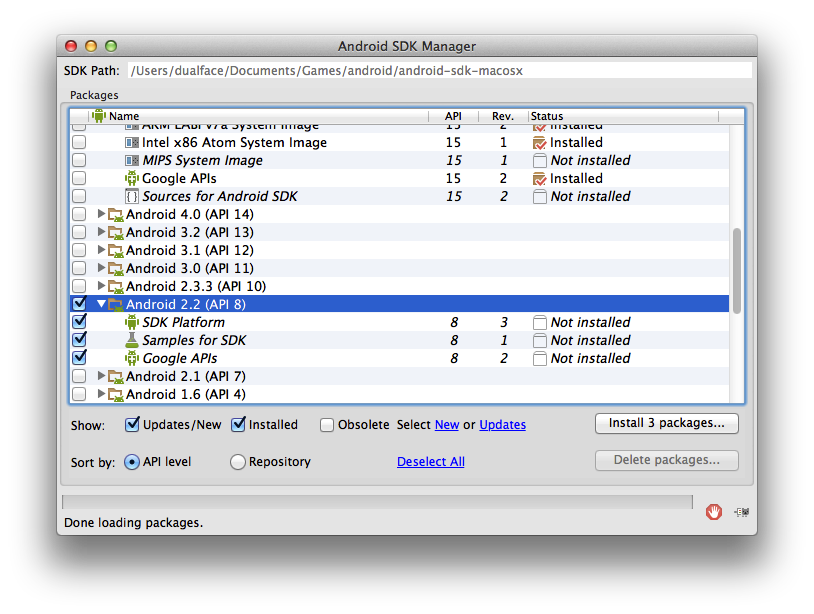 Android SDK Manager
SDK Path: /Users/dualface/Documents/Games/android/android-sdk-macosx
Packages
Name API Rev. Status
ARM EABI v7a System Image 15 2 Installed
Intel x86 Atom System Image 15 1 Installed
MIPS System Image 15 1 Not installed
Google APIs 15 2 Installed
{ } Sources for Android SDK 15 2 Not installed
Android 4.0 (API 14)
Android 3.2 (API 13)
Android 3.1 (API 12)
Android 3.0 (API 11)
Android 2.3.3 (API 10)
Android 2.2 (API 8)
SDK Platform 8 3 Not installed
Samples for SDK 8 1 Not installed
Google APIs 8 2 Not installed
Android 2.1 (API 7)
Android 1.6 (API 4)
Show: Updates/New Installed Obsolete Select New or Updates Install 3 packages...
Sort by: API level Repository Deselect All Delete packages...
Done loading packages.